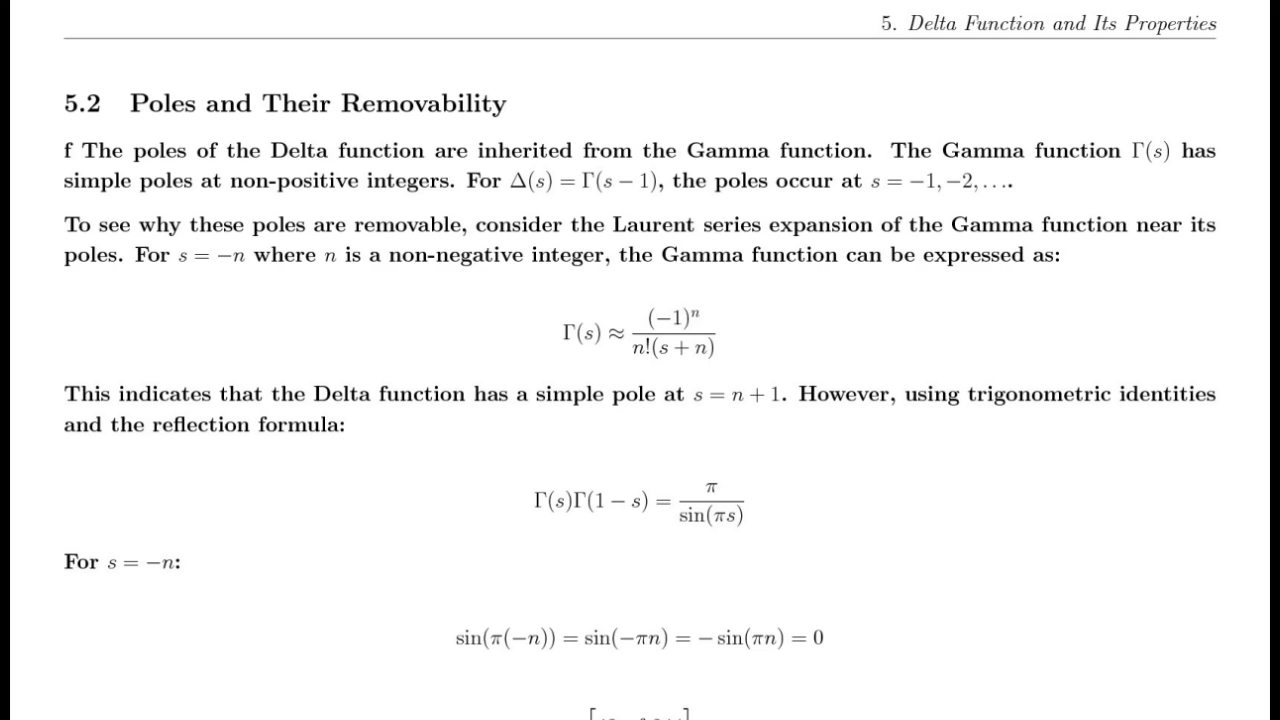 5. Delta Function and Its Properties
5.2 Poles and Their Removability
f The poles of the Delta function are inherited from the Gamma function. The Gamma function Γ(s) has
simple poles at non-positive integers. For Δ(s) = Γ(s − 1), the poles occur at s = −1, −2, . . ..
To see why these poles are removable, consider the Laurent series expansion of the Gamma function near its
poles. For s = −n where n is a non-negative integer, the Gamma function can be expressed as:
Γ(s) ≈ (−1)ⁿ / n!(s + n)
This indicates that the Delta function has a simple pole at s = n + 1. However, using trigonometric identities
and the reflection formula:
Γ(s)Γ(1 − s) = π / sin(πs)
For s = −n:
sin(π(−n)) = sin(−πn) = − sin(πn) = 0